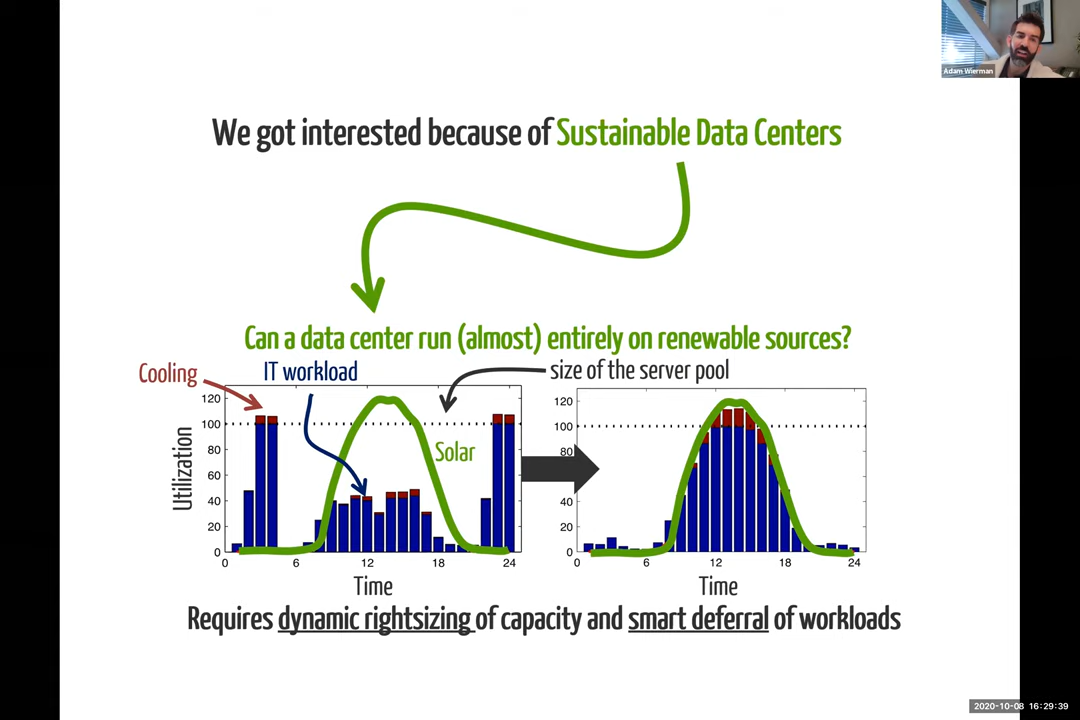 Adam Wierman
We got interested because of Sustainable Data Centers
Can a data center run (almost) entirely on renewable sources?
Cooling
IT workload
size of the server pool
Utilization
120
100
80
60
40
20
0
Solar
0 6 12 18 24
Time
120
100
80
60
40
20
0
0 6 12 18 24
Time
Requires dynamic rightsizing of capacity and smart deferral of workloads
2020-10-08 16:29:39